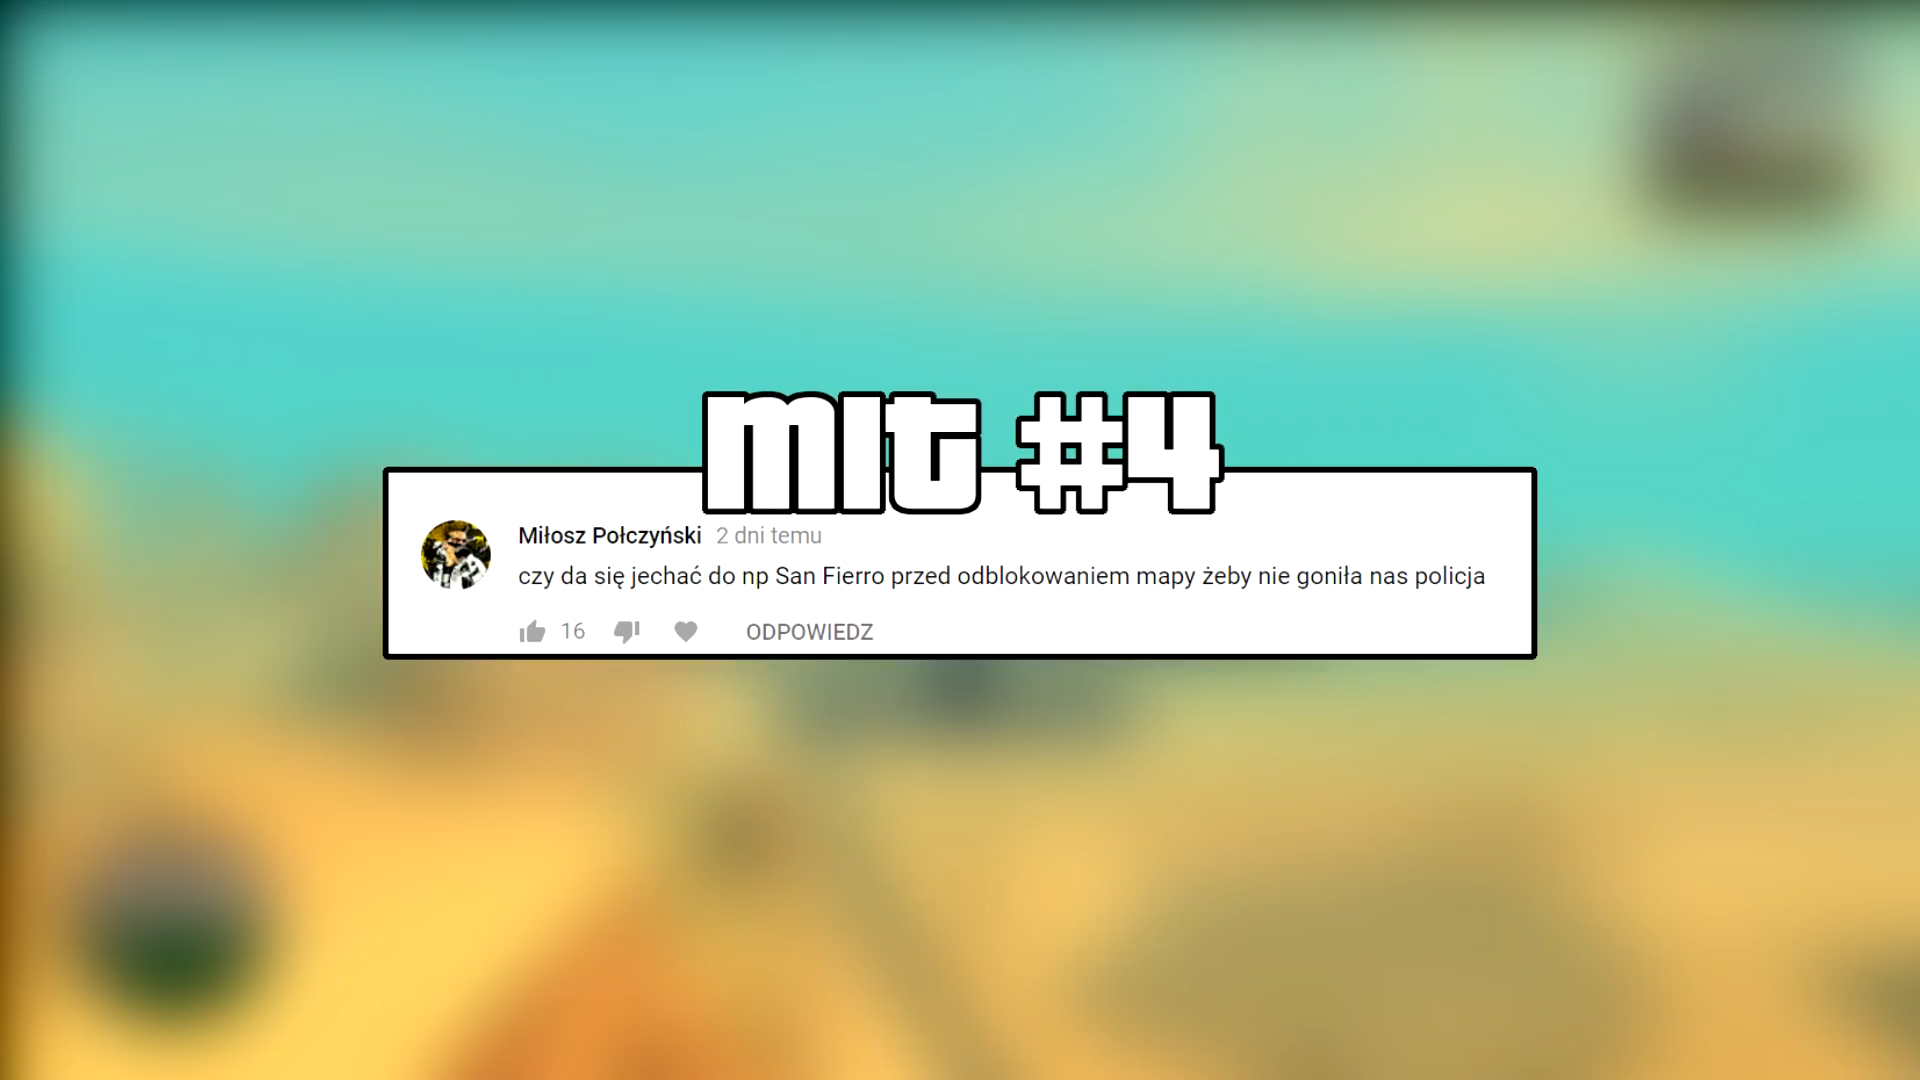 MIT #4
Miłosz Połczyński 2 dni temu
czy da się jechać do np San Fierro przed odblokowaniem mapy żeby nie goniła nas policja
16 ODPOWIEDZ